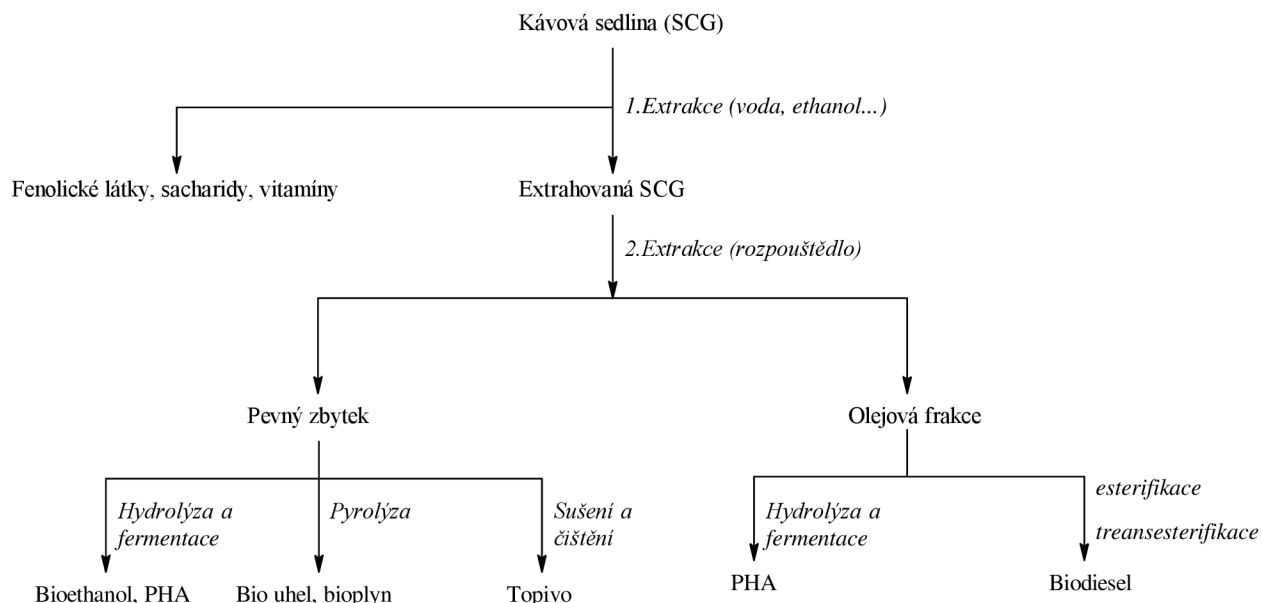 Kávová sedlina (SCG)
1.Extrakce (voda, ethanol...)
Fenolické látky, sacharidy, vitamíny
Extrahovaná SCG
2.Extrakce (rozpouštědlo)
Pevný zbytek
Olejová frakce
Hydrolýza a
fermentace
Pyrolýza
Sušení a
čištění
Hydrolýza a
fermentace
esterifikace
treansesterifikace
Bioethanol, PHA
Bio uhel, bioplyn
Topivo
PHA
Biodiesel